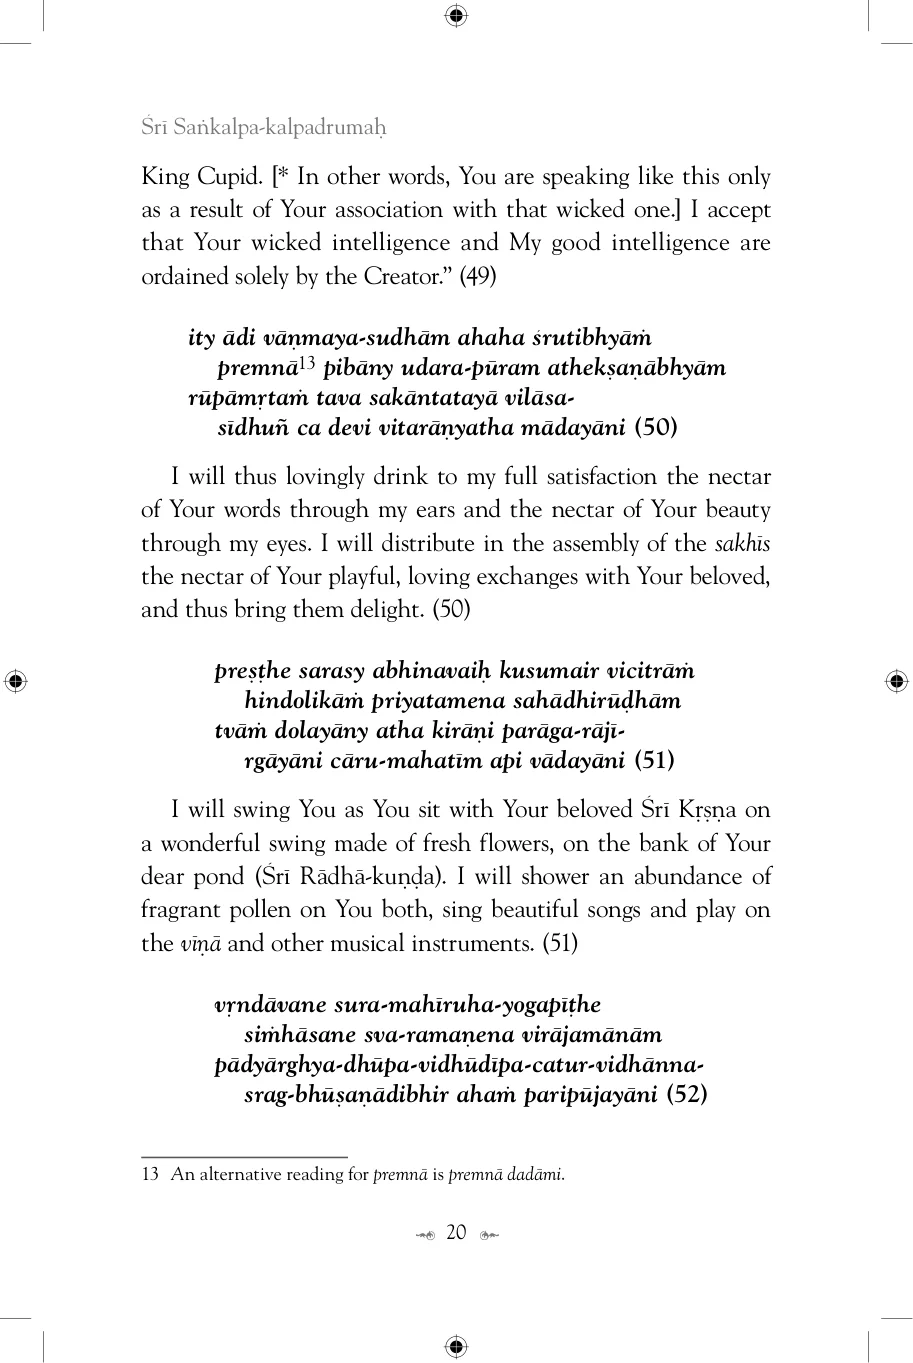 Śrī Saṅkalpa-kalpadrumaḥ
King Cupid. [* In other words, You are speaking like this only
as a result of Your association with that wicked one.] I accept
that Your wicked intelligence and My good intelligence are
ordained solely by the Creator.” (49)
ity ādi vāṇmaya-sudhām ahaha śrutibhyāṁ
premnā13 pibāny udara-pūram athekṣaṇābhyām
rūpāmṛtaṁ tava sakāntatayā vilāsa-
sīdhuñ ca devi vitarāṇyatha mādayāni (50)
I will thus lovingly drink to my full satisfaction the nectar
of Your words through my ears and the nectar of Your beauty
through my eyes. I will distribute in the assembly of the sakhīs
the nectar of Your playful, loving exchanges with Your beloved,
and thus bring them delight. (50)
preṣṭhe sarasy abhinavaiḥ kusumair vicitrāṁ
hindolikāṁ priyatamena sahādhirūḍhām
tvāṁ dolayāny atha kirāṇi parāga-rājī-
rgāyāni cāru-mahatīm api vādayāni (51)
I will swing You as You sit with Your beloved Śrī Kṛṣṇa on
a wonderful swing made of fresh flowers, on the bank of Your
dear pond (Śrī Rādhā-kuṇḍa). I will shower an abundance of
fragrant pollen on You both, sing beautiful songs and play on
the vīṇā and other musical instruments. (51)
vṛndāvane sura-mahīruha-yogapīṭhe
siṁhāsane sva-ramaṇena virājamānām
pādyārghya-dhūpa-vidhūdīpa-catur-vidhānna-
srag-bhūṣaṇādibhir ahaṁ paripūjayāni (52)
13 An alternative reading for premnā is premnā dadāmi.
20